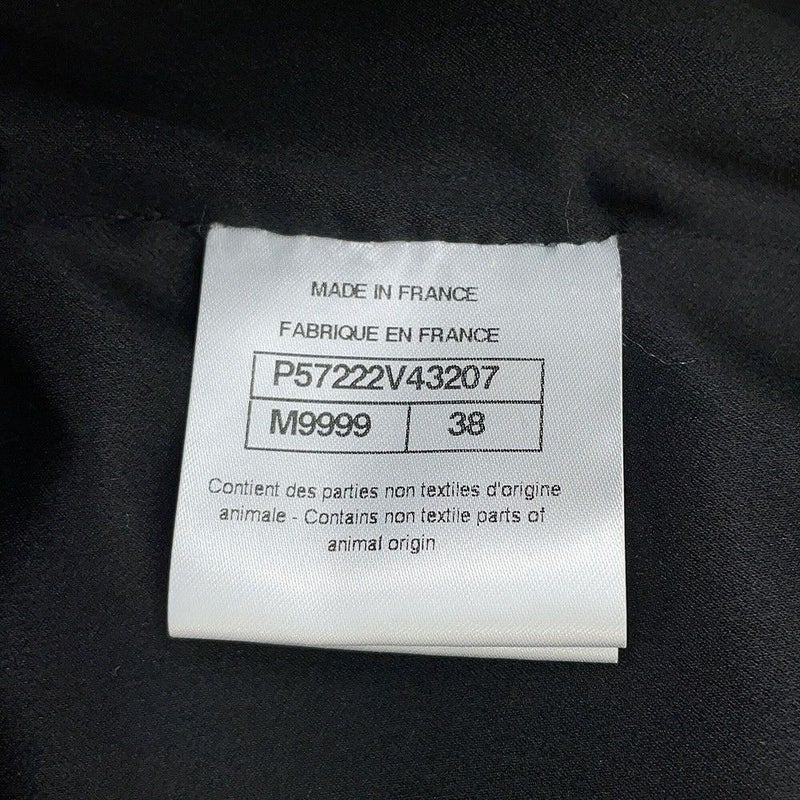 MADE IN FRANCE
FABRIQUE EN FRANCE
P57222V43207
M9999 38
Contient des parties non textiles d'origine
animale - Contains non textile parts of
animal origin